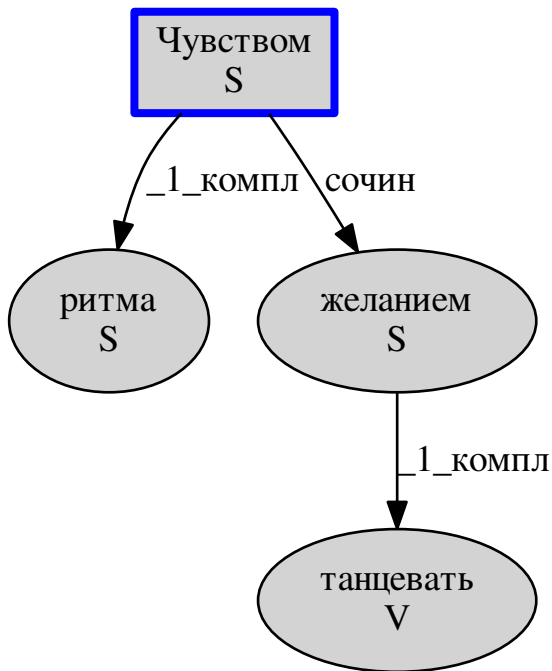 Чувством
S
_1_компл сочин
ритма
S
желанием
S
_1_компл
танцевать
V